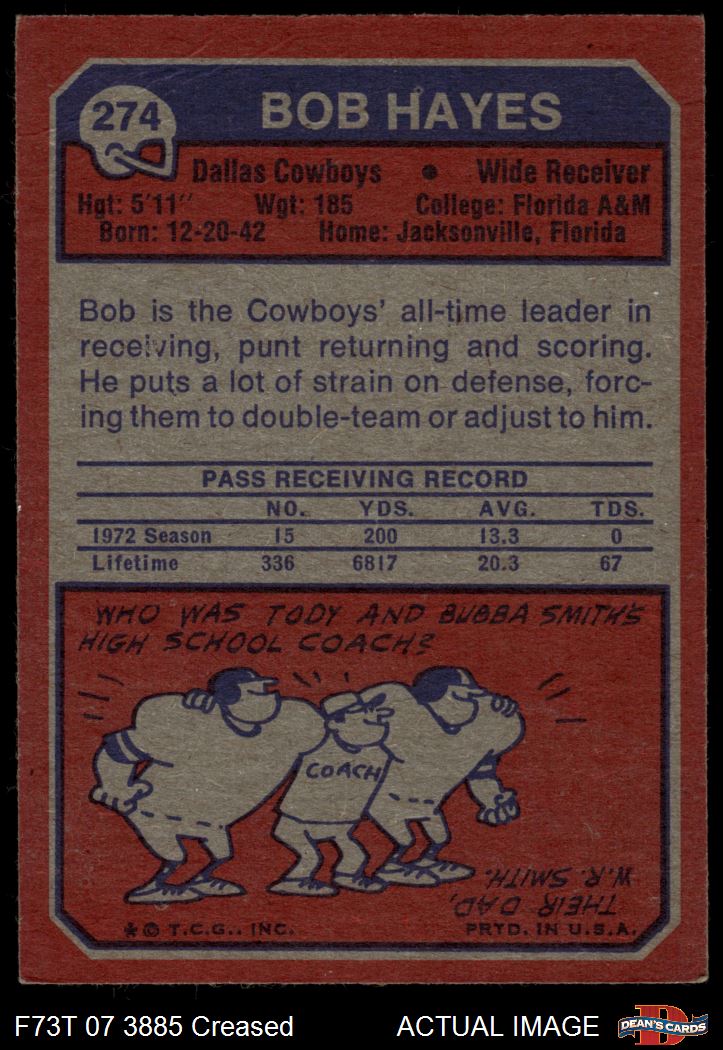 274
BOB HAYES
Dallas Cowboys • Wide Receiver
Hgt: 5'11" Wgt: 185 College: Florida A&M
Born: 12-20-42 Home: Jacksonville, Florida
Bob is the Cowboys' all-time leader in
receiving, punt returning and scoring.
He puts a lot of strain on defense, forc-
ing them to double-team or adjust to him.
PASS RECEIVING RECORD
NO. YDS. AVG. TDS.
1972 Season 15 200 13.3 0
Lifetime 336 6817 20.3 67
WHO WAS TODY AND BUBBA SMITH'S
HIGH SCHOOL COACH?
COACH
THEIR DAD,
W.R. SMITH.
* © T.C.G., INC. PRTD. IN U.S.A.
F73T 07 3885 Creased ACTUAL IMAGE
D
DEAN'S CARDS